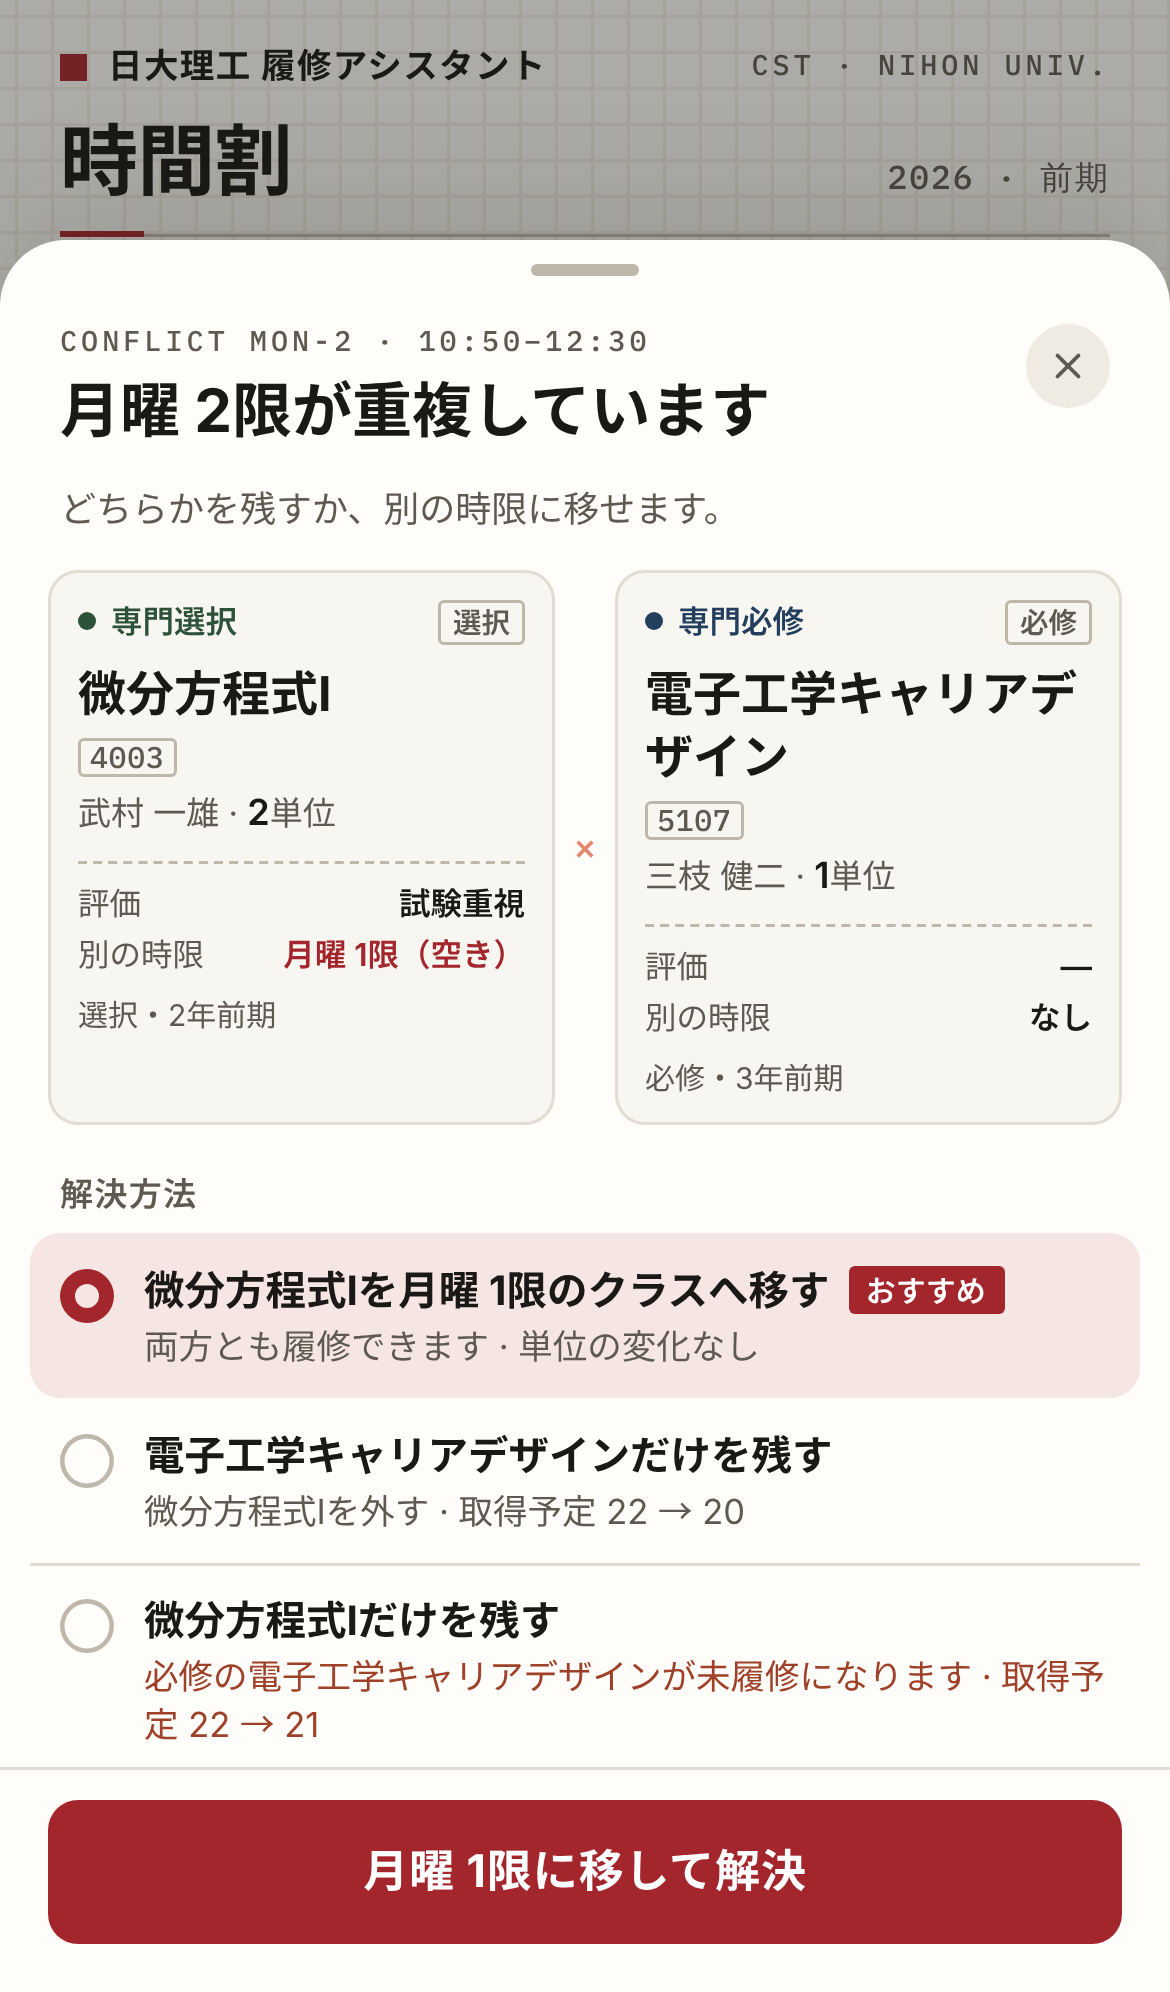 日大理工 履修アシスタント
CST · NIHON UNIV.
時間割
2026 · 前期
CONFLICT MON-2 · 10:50–12:30
×
月曜 2限が重複しています
どちらかを残すか、別の時限に移せます。
専門選択
選択
微分方程式I
4003
武村 一雄 · 2単位
評価
試験重視
別の時限
月曜 1限（空き）
選択・2年前期
×
専門必修
必修
電子工学キャリアデ
ザイン
5107
三枝 健二 · 1単位
評価
—
別の時限
なし
必修・3年前期
解決方法
微分方程式Iを月曜 1限のクラスへ移す
おすすめ
両方とも履修できます · 単位の変化なし
電子工学キャリアデザインだけを残す
微分方程式Iを外す · 取得予定 22 → 20
微分方程式Iだけを残す
必修の電子工学キャリアデザインが未履修になります · 取得予
定 22 → 21
月曜 1限に移して解決